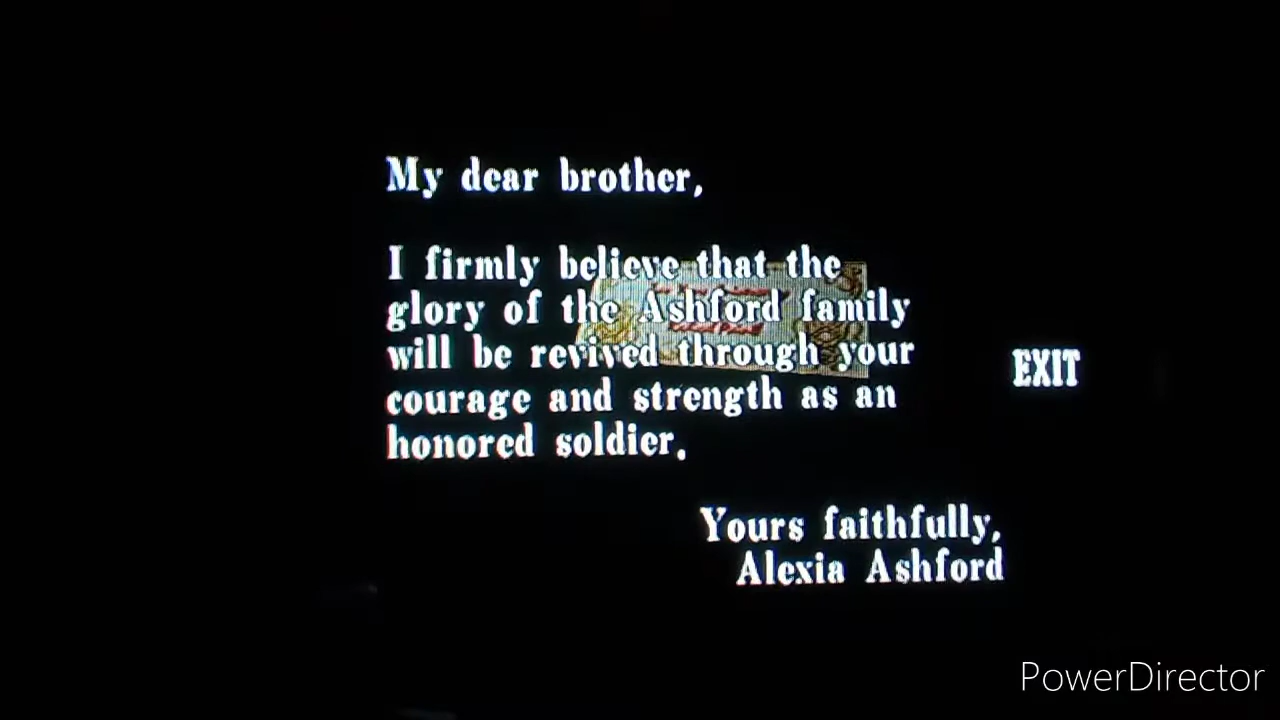 My dear brother,
I firmly believe that the
glory of the Ashford family
will be revived through your
courage and strength as an
honored soldier.
EXIT
Yours faithfully,
Alexia Ashford
PowerDirector